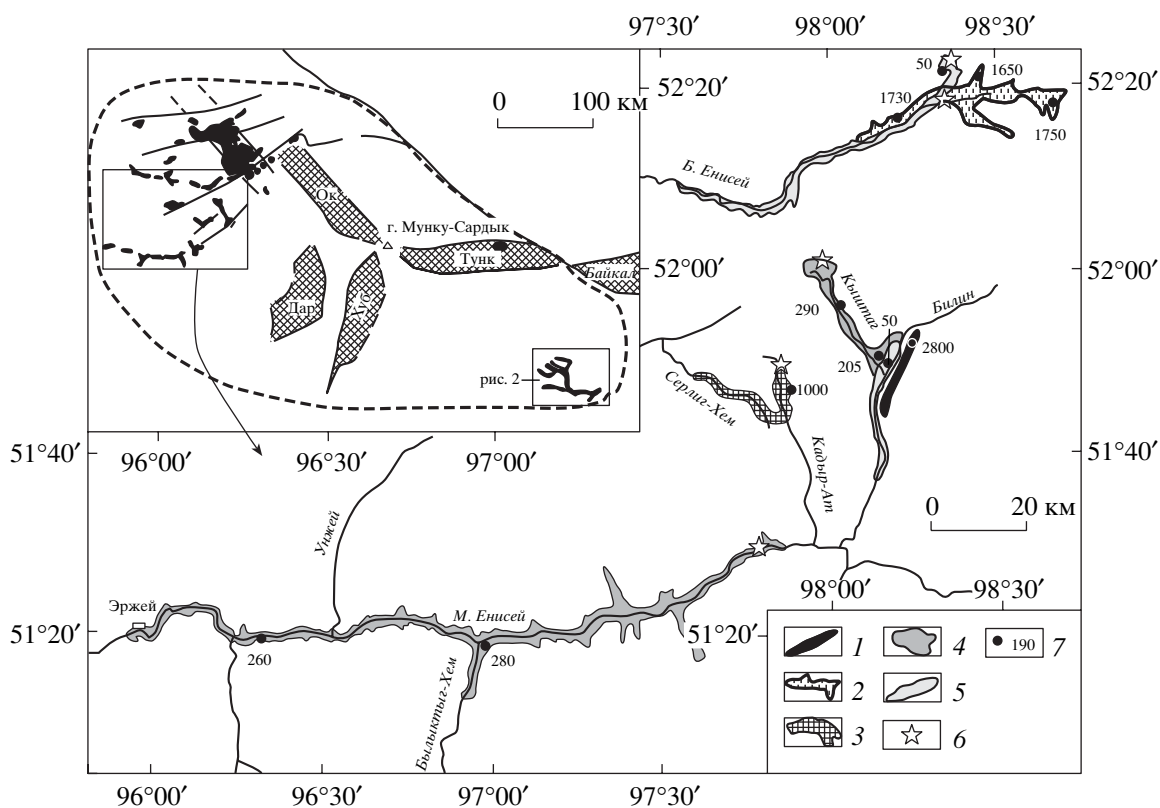 97°30′
98°00′
98°30′
52°20′
52°00′
51°40′
0 100 км
г. Мунку-Сардык
Ок
Тунк
Байкал
Дар
Хуб
рис. 2
50
1650
1730
1750
52°20′
Б. Енисей
52°00′
Кыштаг
Билин
290
50
205
2800
Серлиг-Хем
1000
Кадыр-Ат
51°40′
96°00′
96°30′
97°00′
0 20 км
Унжей
98°00′
98°30′
Эржей
М. Енисей
51°20′
51°20′
260
280
Былыктыг-Хем
1
4
190
7
2
5
3
6
96°00′
96°30′
97°00′
97°30′